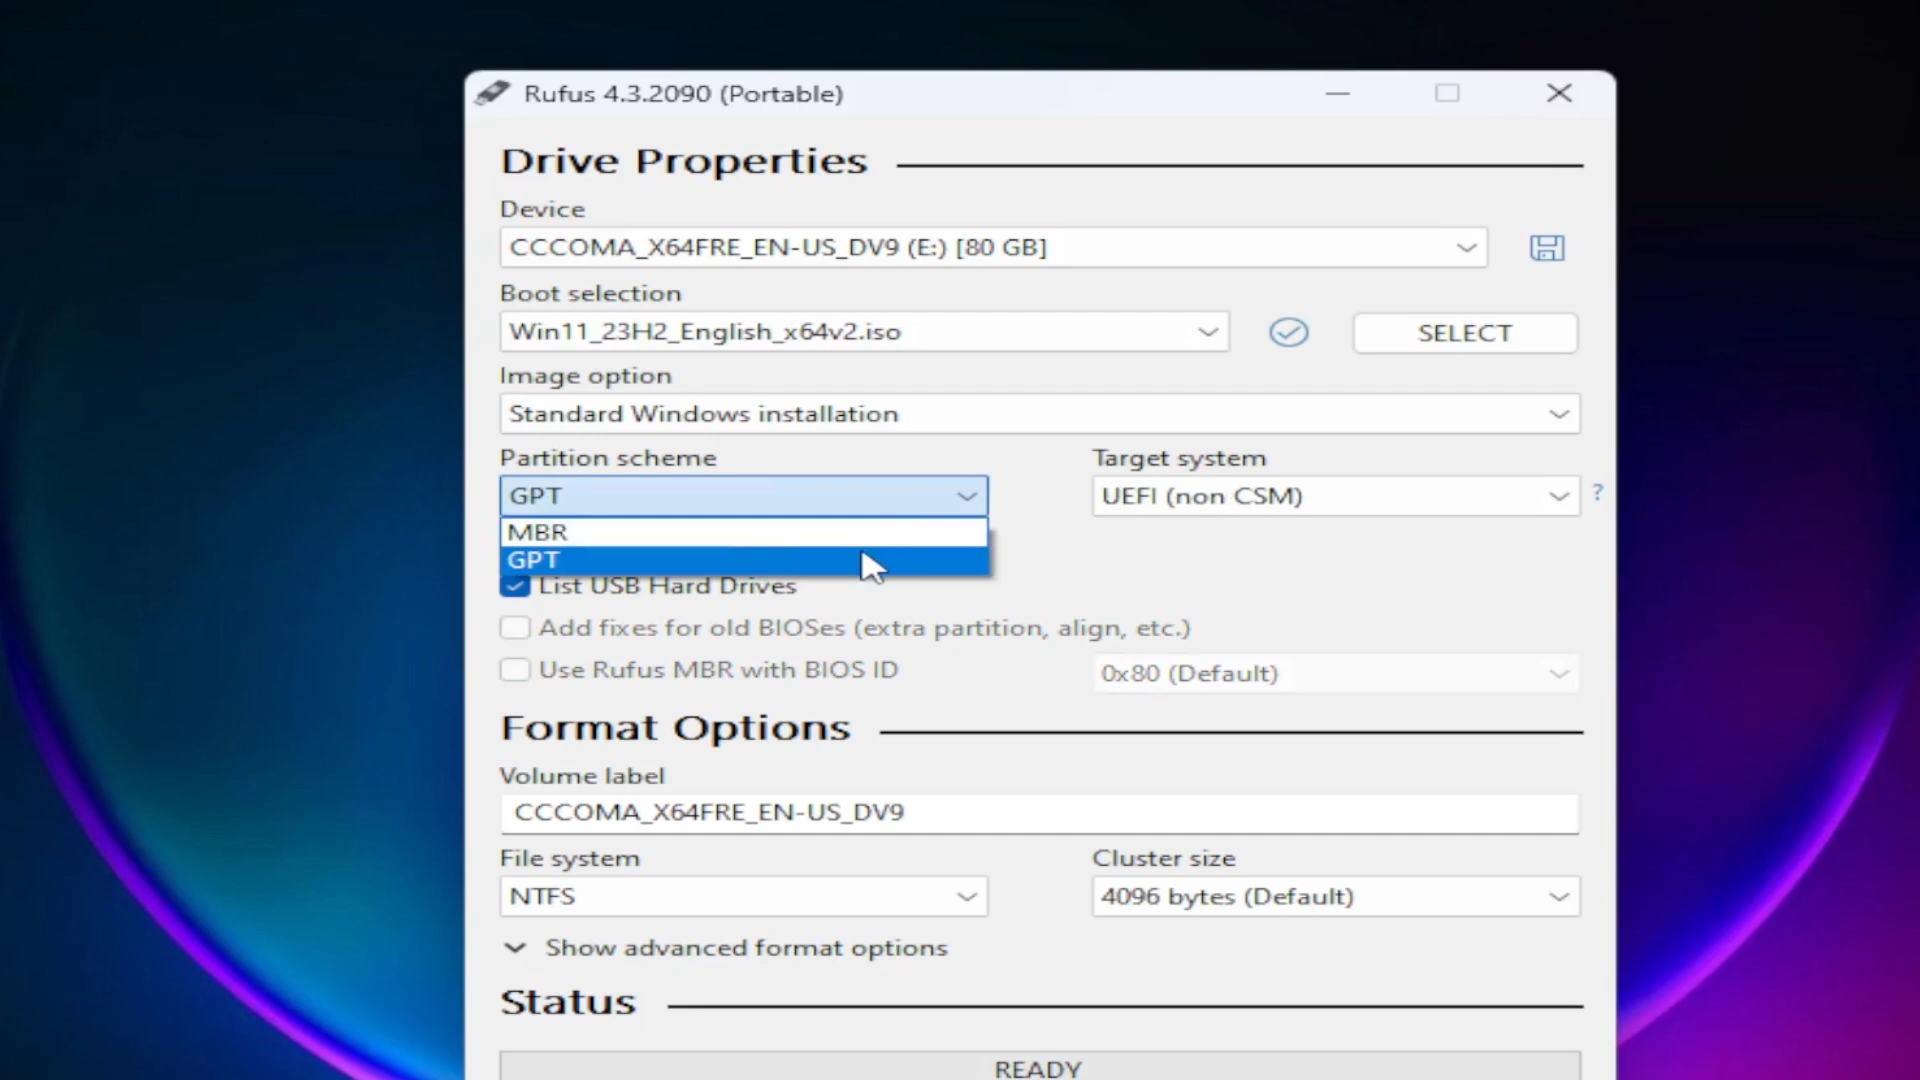 Rufus 4.3.2090 (Portable)
Drive Properties
Device
CCCOMA_X64FRE_EN-US_DV9 (E:) [80 GB]
Boot selection
Win11_23H2_English_x64v2.iso
SELECT
Image option
Standard Windows installation
Partition scheme
Target system
GPT
UEFI (non CSM)
?
MBR
GPT
List USB Hard Drives
Add fixes for old BIOSes (extra partition, align, etc.)
Use Rufus MBR with BIOS ID
0x80 (Default)
Format Options
Volume label
CCCOMA_X64FRE_EN-US_DV9
File system
Cluster size
NTFS
4096 bytes (Default)
Show advanced format options
Status
READY